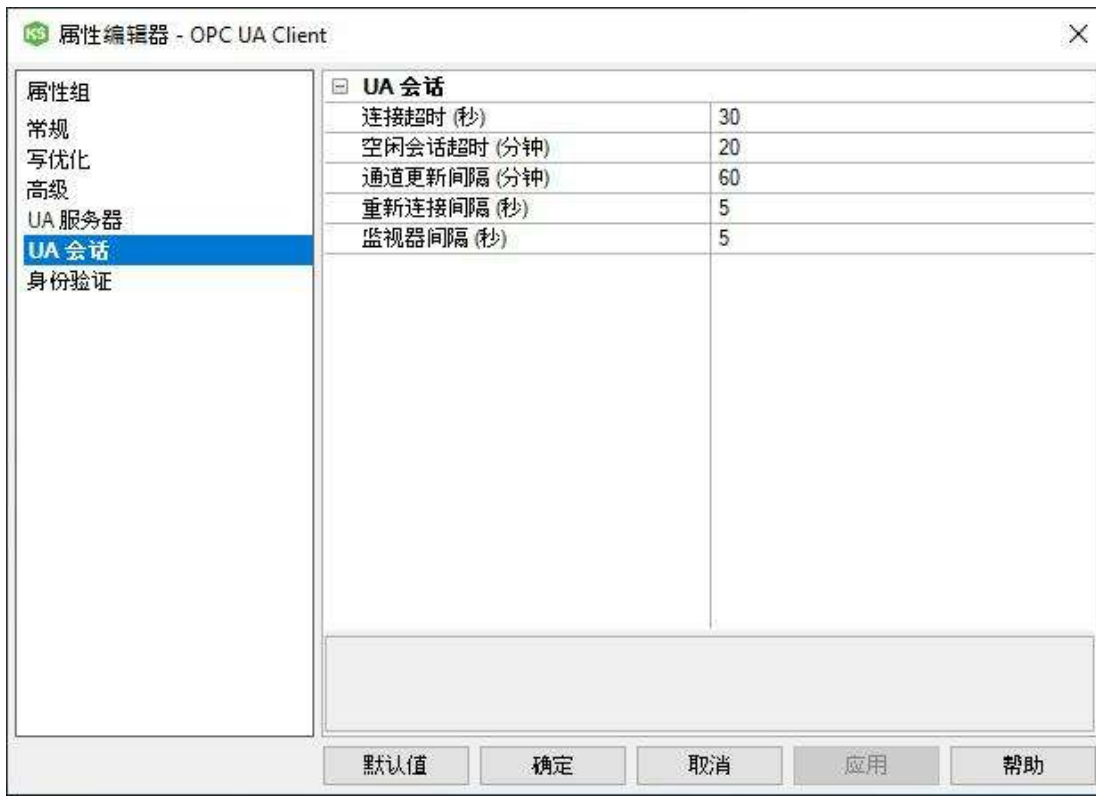 KS 属性编辑器 - OPC UA Client
属性组
常规
写优化
高级
UA 服务器
UA 会话
身份验证
UA 会话
连接超时 (秒) 30
空闲会话超时 (分钟) 20
通道更新间隔 (分钟) 60
重新连接间隔 (秒) 5
监视器间隔 (秒) 5
默认值 确定 取消 应用 帮助